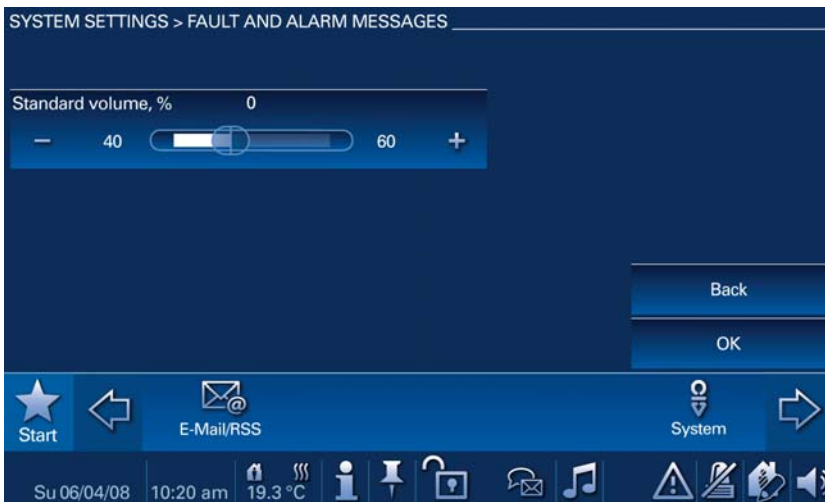 SYSTEM SETTINGS > FAULT AND ALARM MESSAGES
Standard volume, % 0
− 40 60 +
Back
OK
Start
E-Mail/RSS
System
Su 06/04/08 10:20 am 19.3 °C